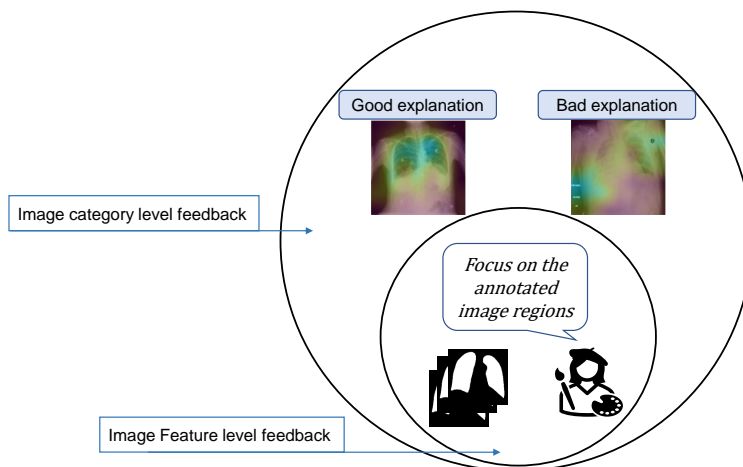 Good explanation
Bad explanation
Image category level feedback
Focus on the
annotated
image regions
Image Feature level feedback